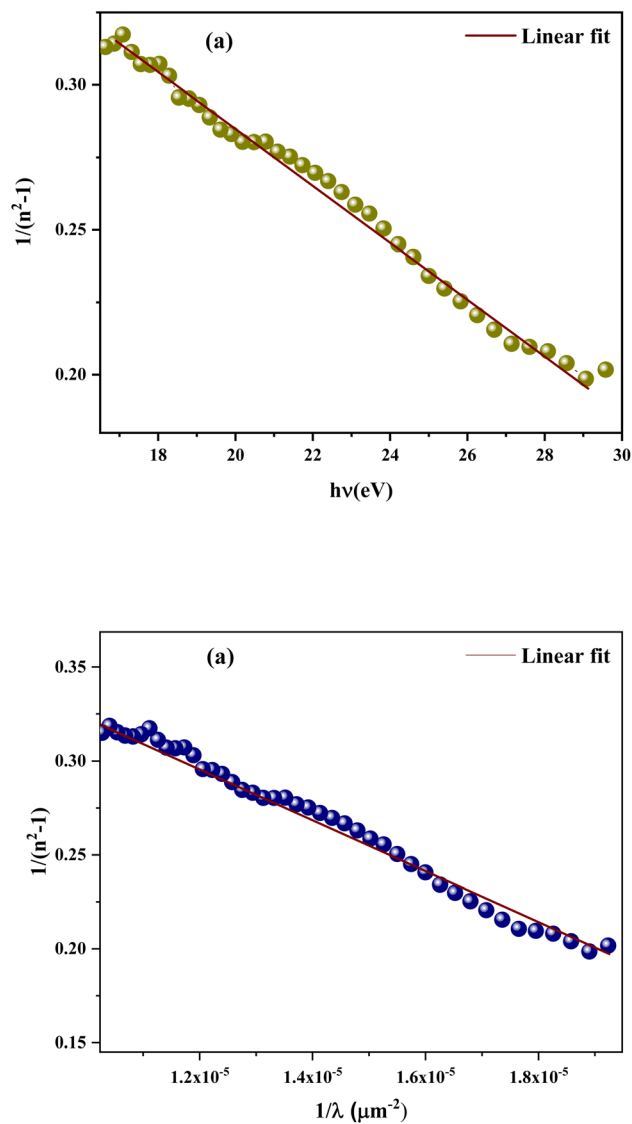 (a)
Linear fit
0.30
0.25
0.20
1/(n²-1)
18 20 22 24 26 28 30
hν(eV)
(a)
Linear fit
0.35
0.30
0.25
0.20
0.15
1/(n²-1)
1.2x10⁻⁵ 1.4x10⁻⁵ 1.6x10⁻⁵ 1.8x10⁻⁵
1/λ (μm⁻²)